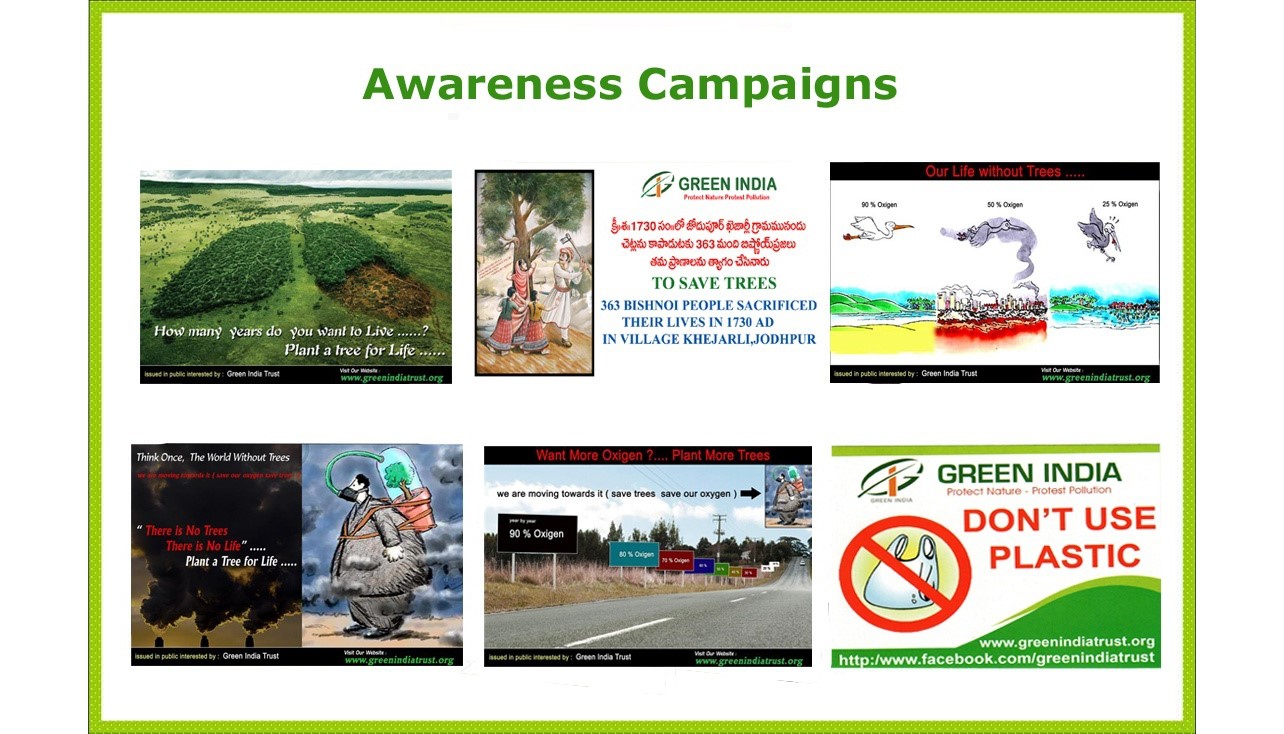 Awareness Campaigns
How many years do you want to Live ......?
Plant a tree for Life ......
issued in public interested by : Green India Trust
Visit Our Website :
www.greenindiatrust.org
GREEN INDIA
Protect Nature Protest Pollution
క్రీ॥శ॥1730 సం॥లో జోదుపూర్ ఖెజార్లీ గ్రామమునందు
చెట్లను కాపాడుటకు 363 మంది బిష్ణోయ్‌ప్రజలు
తమ ప్రాణాలను త్యాగం చేసినారు
TO SAVE TREES
363 BISHNOI PEOPLE SACRIFICED
THEIR LIVES IN 1730 AD
IN VILLAGE KHEJARLI,JODHPUR
Our Life without Trees .....
90 % Oxigen
50 % Oxigen
25 % Oxigen
issued in public interested by : Green India Trust
Visit Our Website :
www.greenindiatrust.org
Think Once, The World Without Trees
we are moving towards it ( save our oxygen save tree )
“ There is No Trees
There is No Life” .....
Plant a Tree for Life .....
issued in public interested by : Green India Trust
Visit Our Website :
www.greenindiatrust.org
Want More Oxigen ?.... Plant More Trees
we are moving towards it ( save trees save our oxygen )
year by year
90 % Oxigen
80 % Oxigen
70 % Oxigen
issued in public interested by : Green India Trust
Visit Our Website :
www.greenindiatrust.org
GREEN INDIA
GREEN INDIA
Protect Nature - Protest Pollution
DON'T USE
PLASTIC
www.greenindiatrust.org
http:/www.facebook.com/greenindiatrust